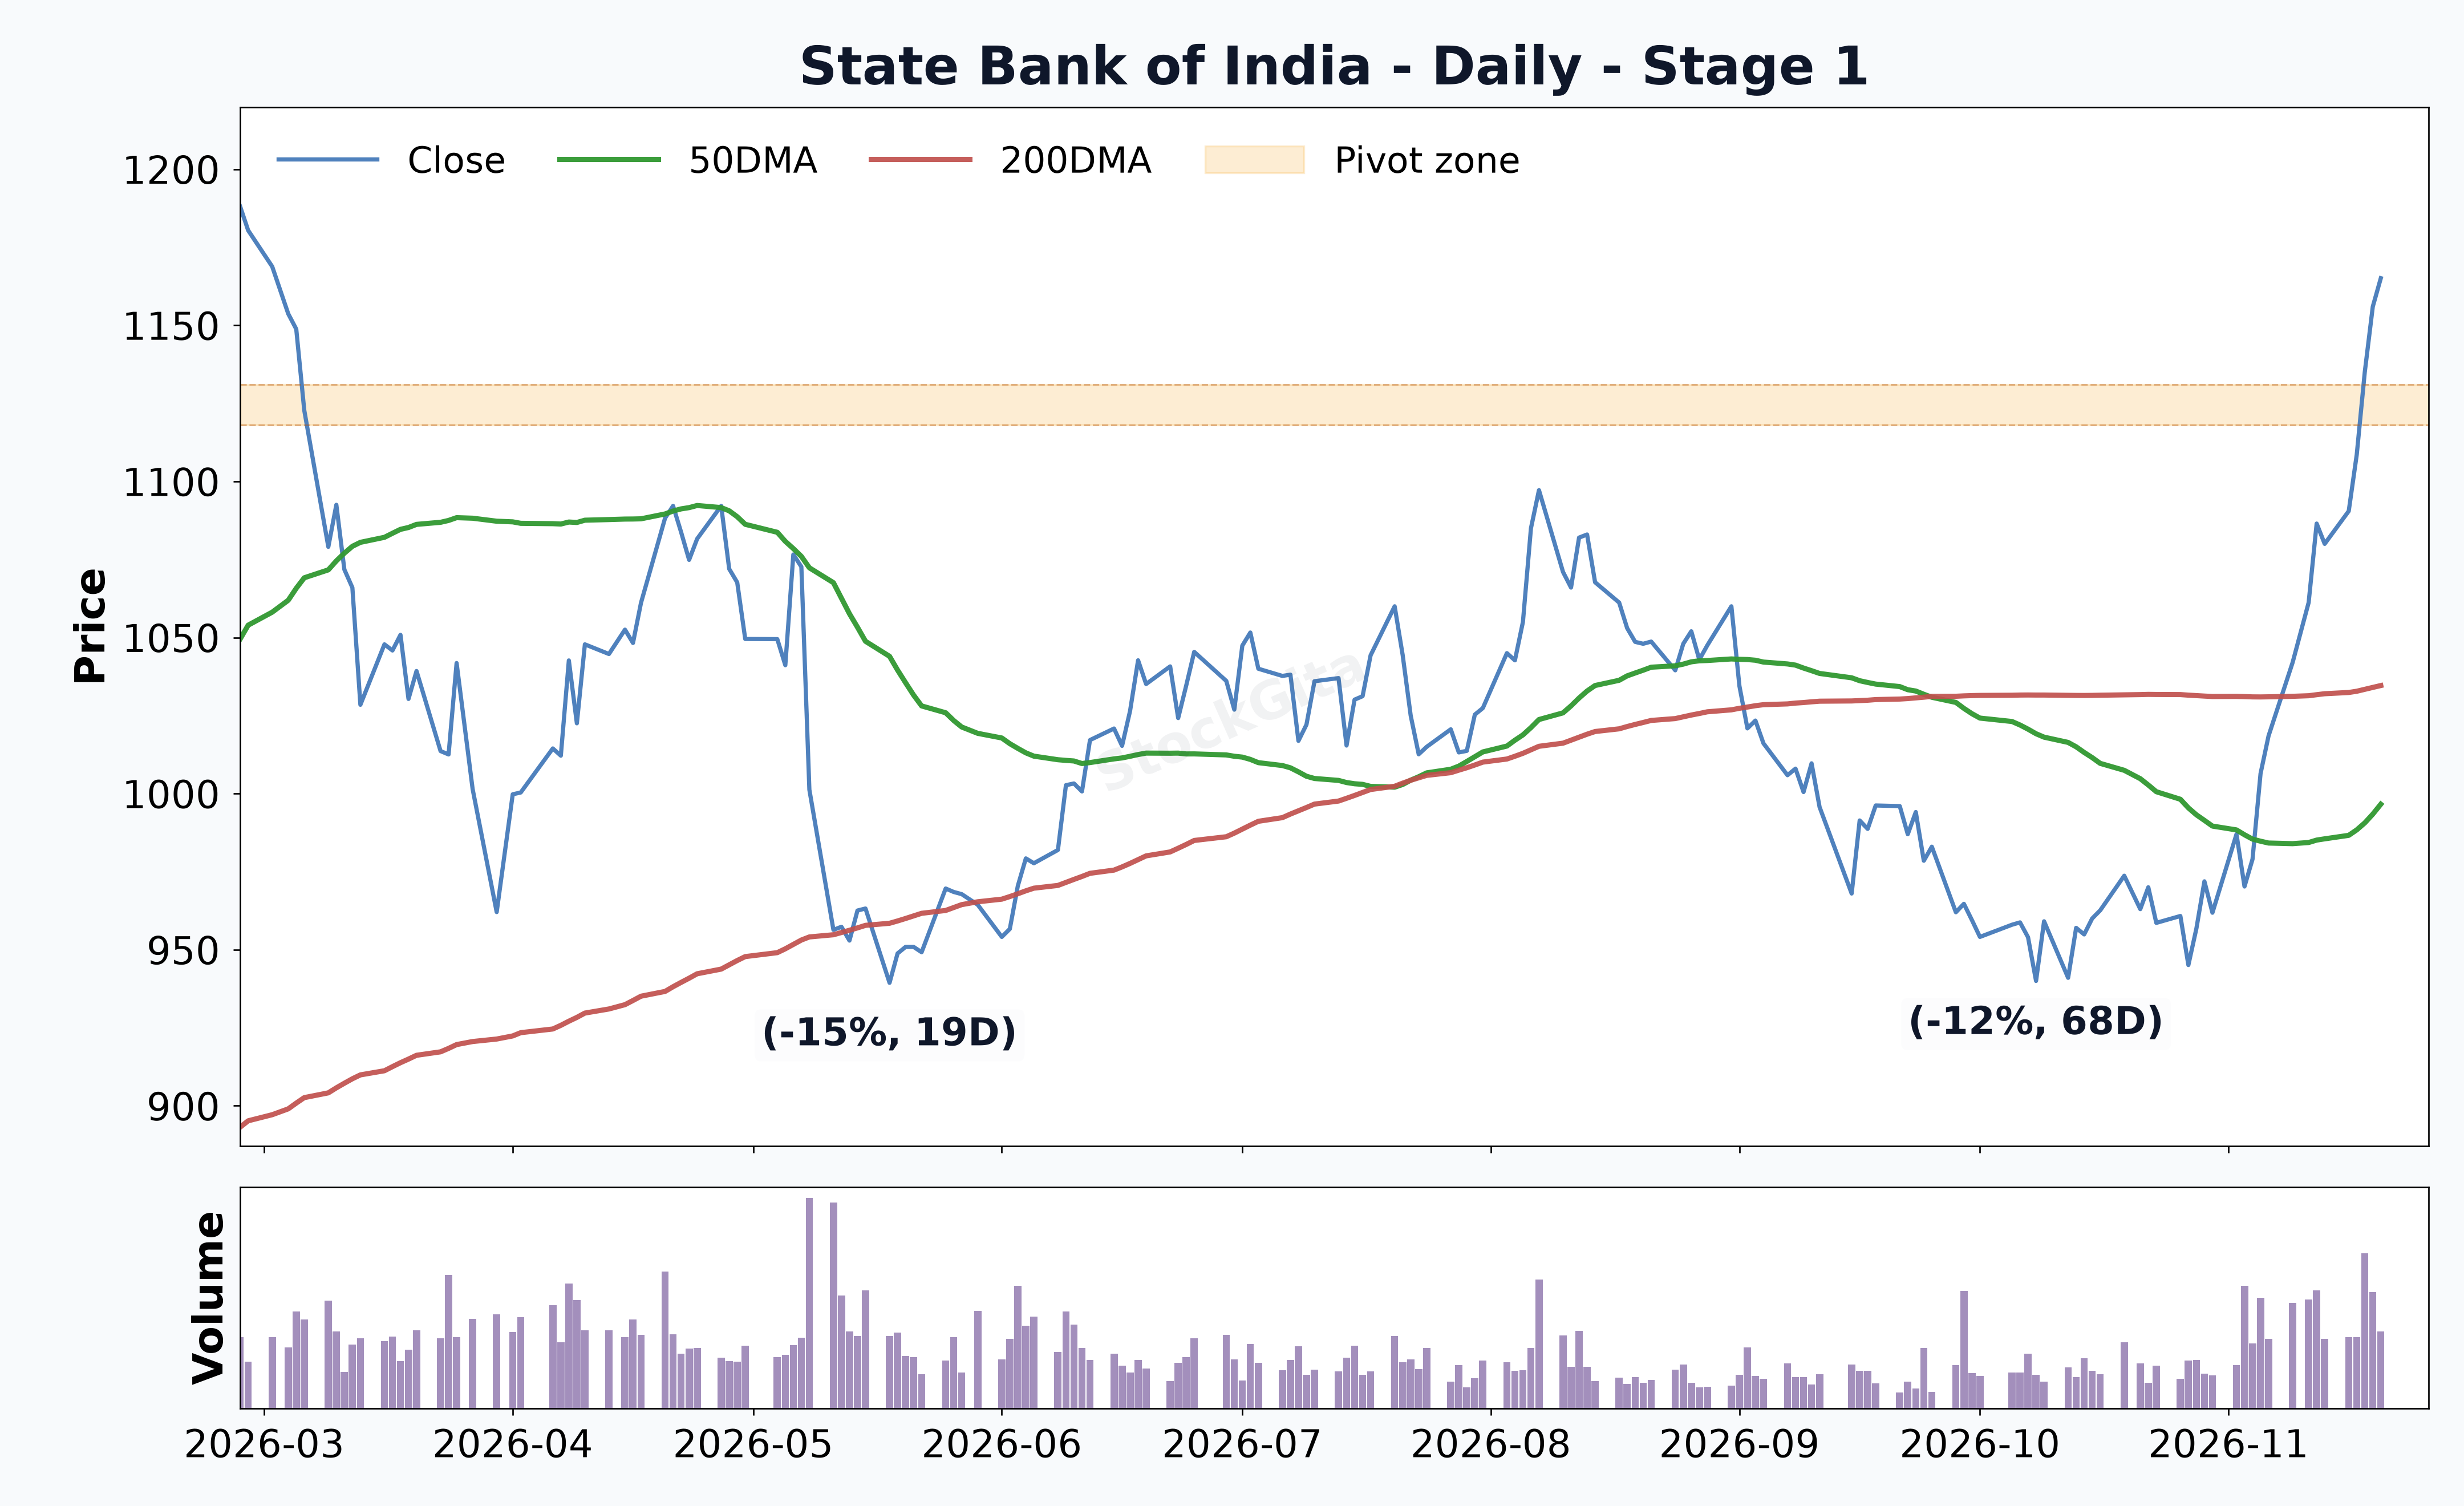 State Bank of India - Daily - Stage 1
Close 50DMA 200DMA Pivot zone
1200
1150
1100
1050
1000
950
900
Price
StockGita
(-15%, 19D)
(-12%, 68D)
Volume
2026-03 2026-04 2026-05 2026-06 2026-07 2026-08 2026-09 2026-10 2026-11